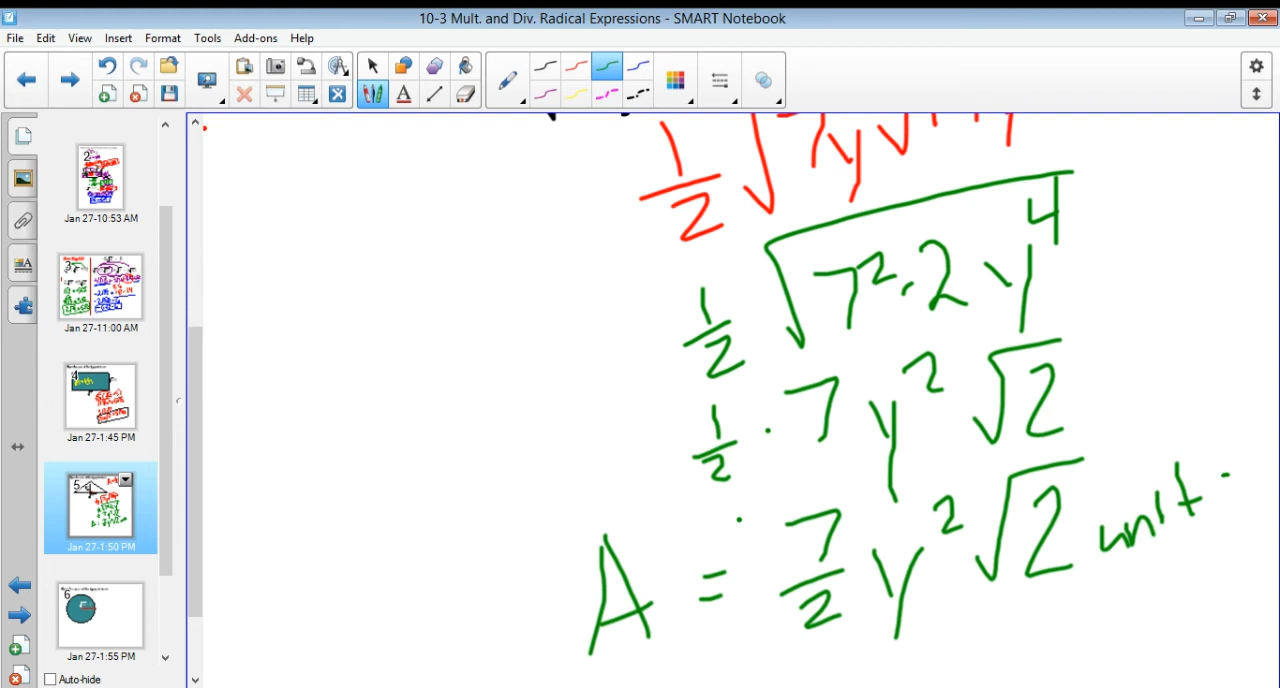 10-3 Mult. and Div. Radical Expressions - SMART Notebook
File Edit View Insert Format Tools Add-ons Help
Jan 27-10:53 AM
Jan 27-11:00 AM
Jan 27-1:45 PM
Jan 27-1:50 PM
Jan 27-1:55 PM
Auto-hide
1/2 √
1/2 √7²·2y⁴
1/2 · 7y²√2
A = 7/2 y²√2 unit